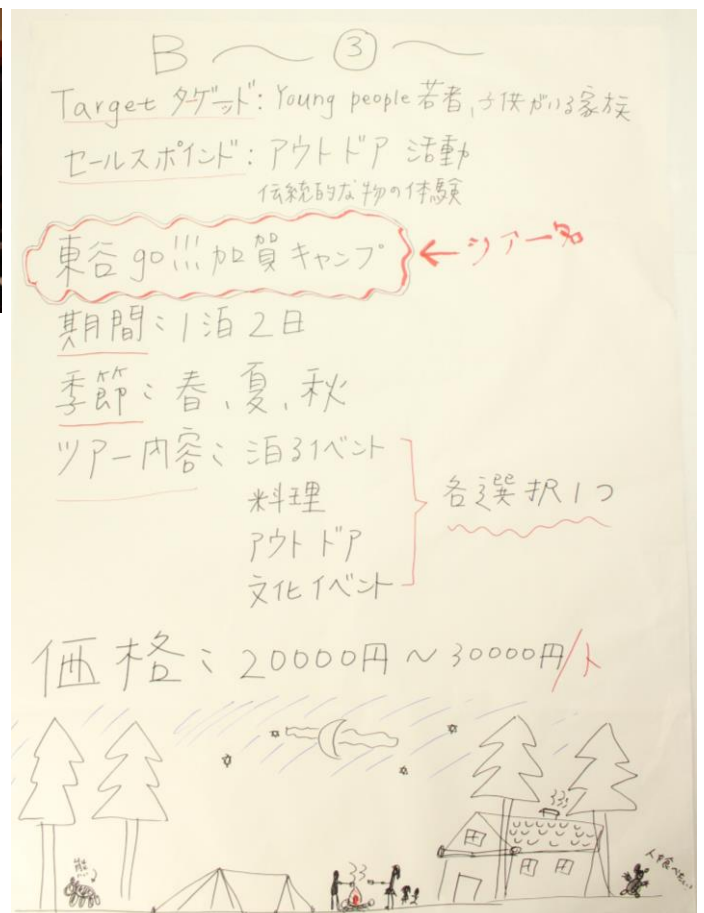 B 〜 ③ 〜
Target タゲッド: Young people 若者, 子供がいる家族
セールスポインド: アウトドア 活動
伝統的な物の体験
東谷 go!!! 加賀キャンプ ← ツアー名
期間: 1泊2日
季節: 春, 夏, 秋
ツアー内容: 泊るイベント
料理
アウトドア
文化イベント
各選択1つ
価格: 20000円〜30000円/人
熊